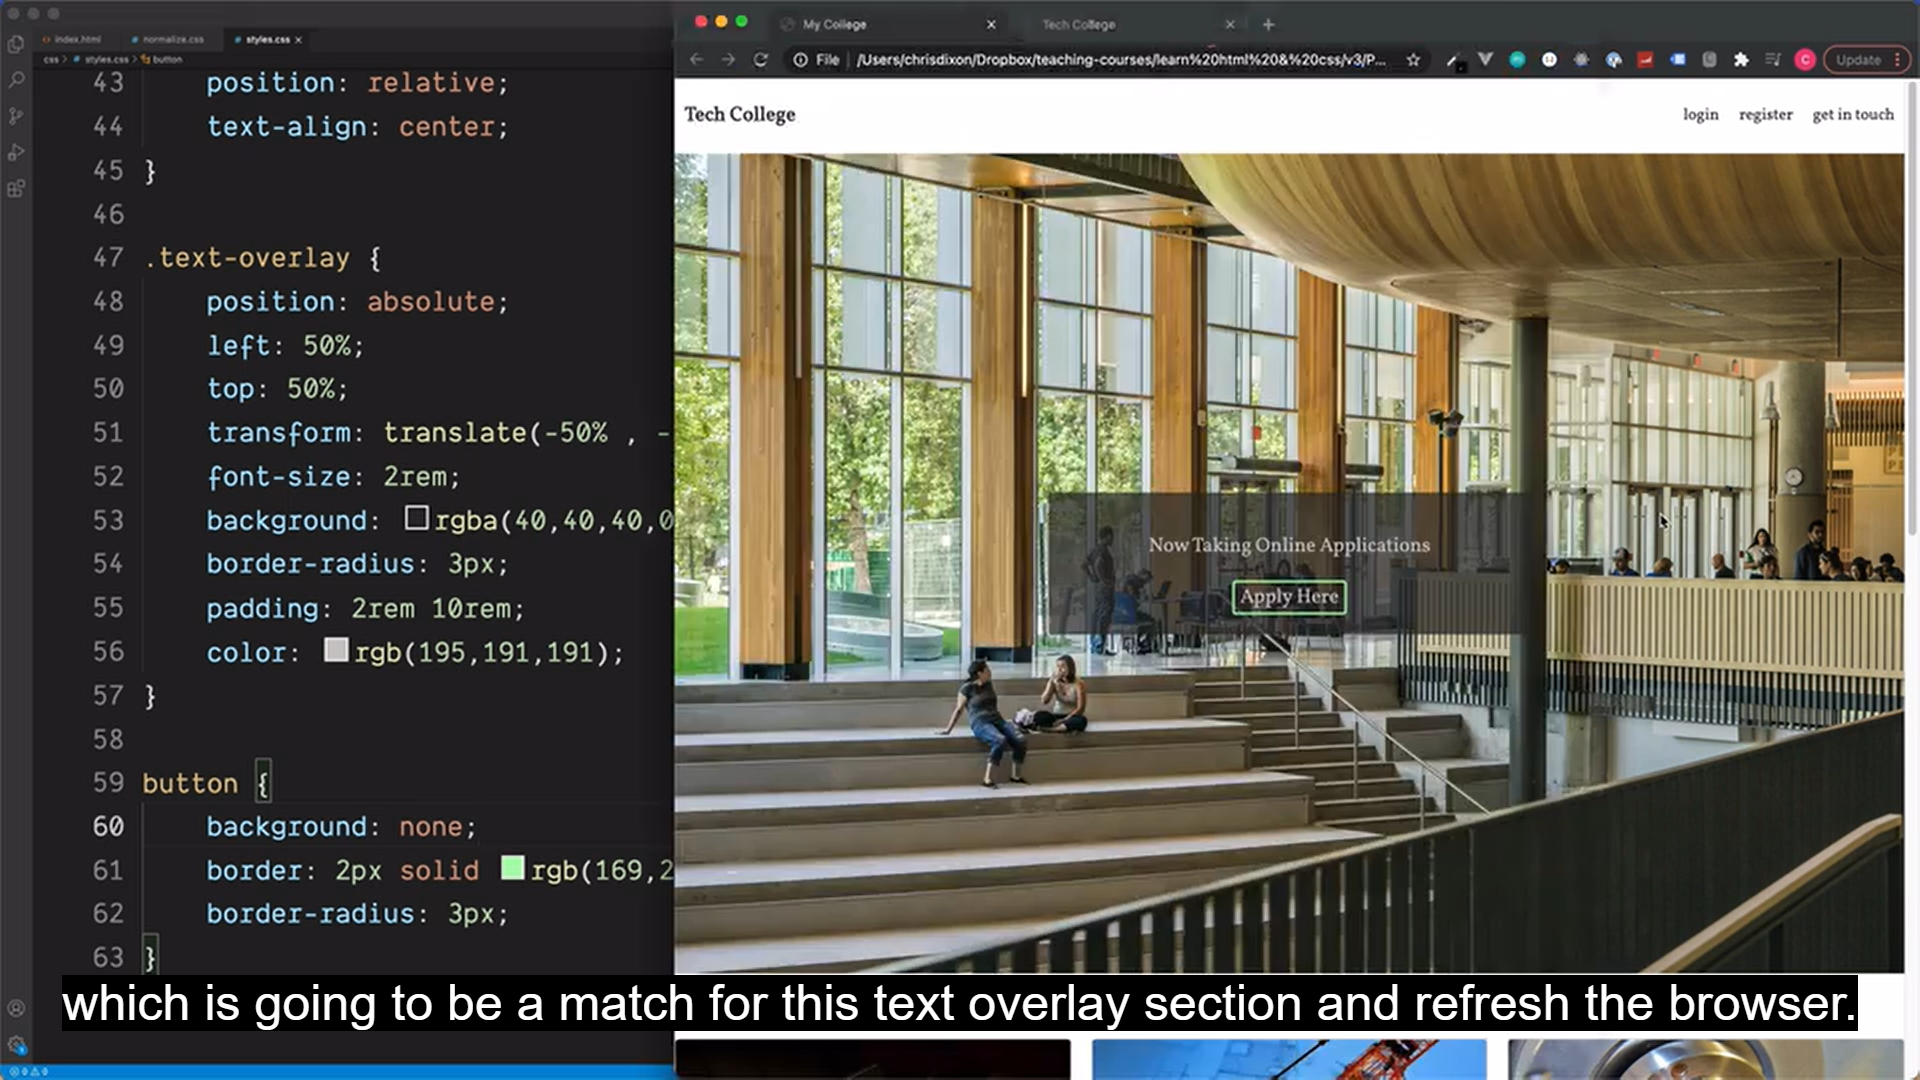 index.html
normalize.css
styles.css
css > styles.css > button
43 position: relative;
44 text-align: center;
45 }
46
47 .text-overlay {
48 position: absolute;
49 left: 50%;
50 top: 50%;
51 transform: translate(-50% , -
52 font-size: 2rem;
53 background: rgba(40,40,40,0
54 border-radius: 3px;
55 padding: 2rem 10rem;
56 color: rgb(195,191,191);
57 }
58
59 button {
60 background: none;
61 border: 2px solid rgb(169,2
62 border-radius: 3px;
63 }
My College
Tech College
File /Users/chrisdixon/Dropbox/teaching-courses/learn%20html%20&%20css/v3/P...
C
Update
Tech College
login register get in touch
Now Taking Online Applications
Apply Here
which is going to be a match for this text overlay section and refresh the browser.